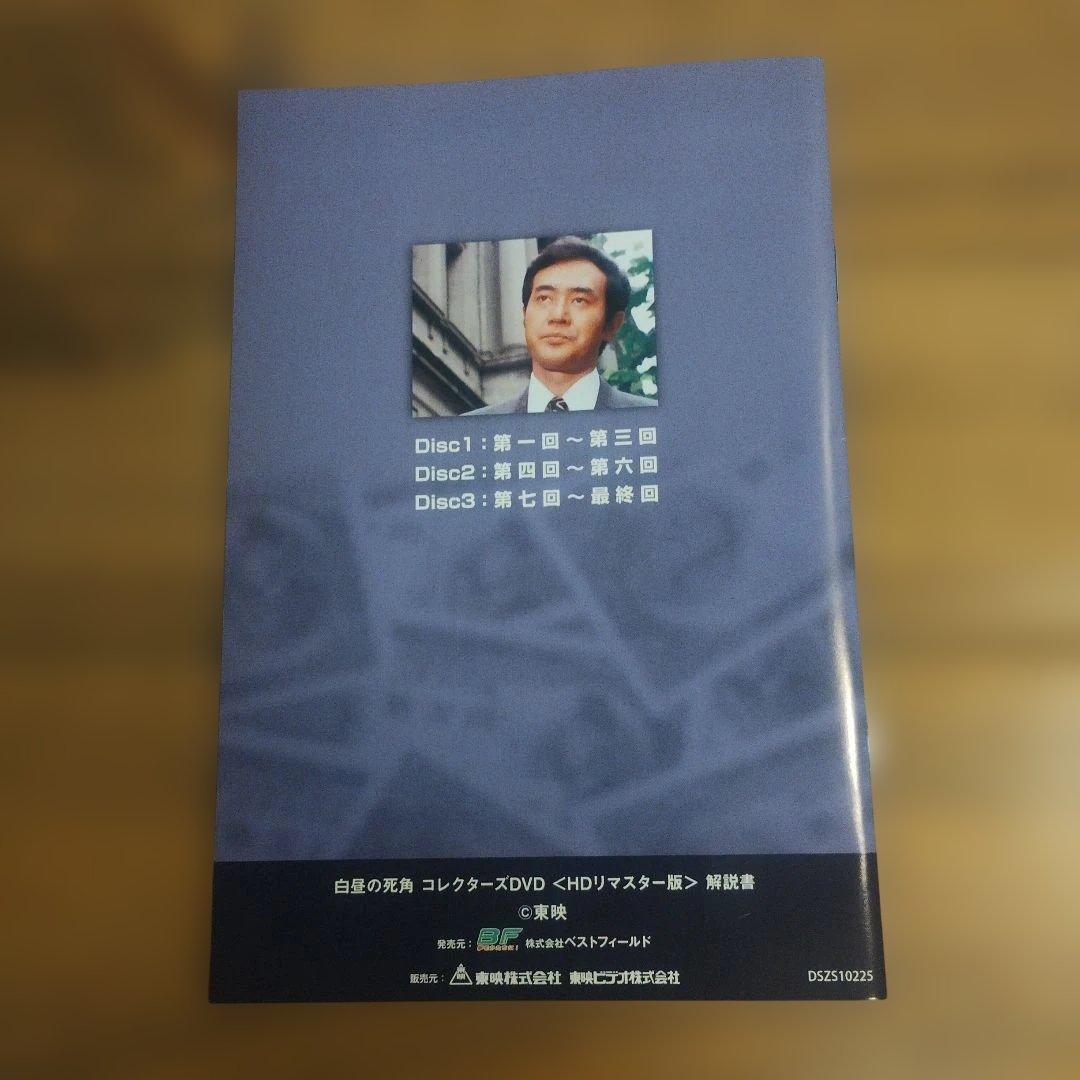 Disc1：第一回～第三回
Disc2：第四回～第六回
Disc3：第七回～最終回
白昼の死角 コレクターズDVD ＜HDリマスター版＞ 解説書
©東映
発売元： BF 株式会社ベストフィールド
販売元： 東映株式会社 東映ビデオ株式会社
DSZS10225